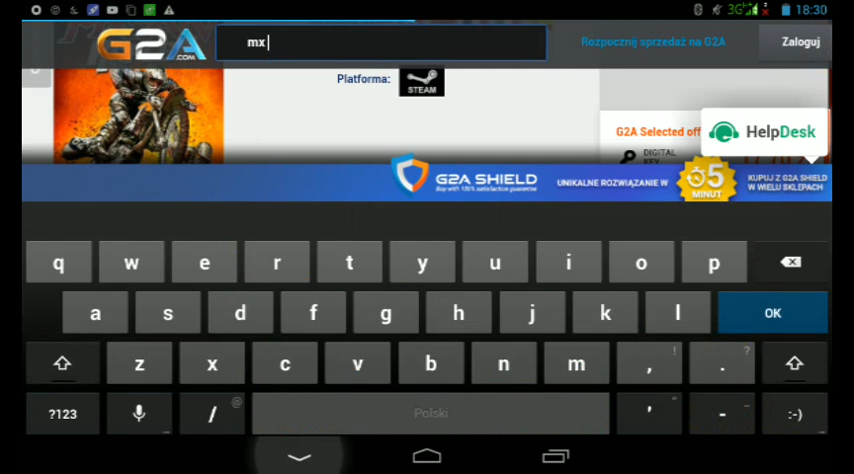 3G 18:30
G2A .COM mx Rozpocznij sprzedaż na G2A Zaloguj
Platforma: STEAM
G2A Selected off
HelpDesk
DIGITAL
KEY
G2A SHIELD
Buy with 100% satisfaction guarantee
UNIKALNE ROZWIĄZANIE W
5
MINUT
KUPUJ Z G2A SHIELD
W WIELU SKLEPACH
q w e r t y u i o p
a s d f g h j k l OK
z x c v b n m , ! . ?
?123 / @ Polski ' " - _ :-)